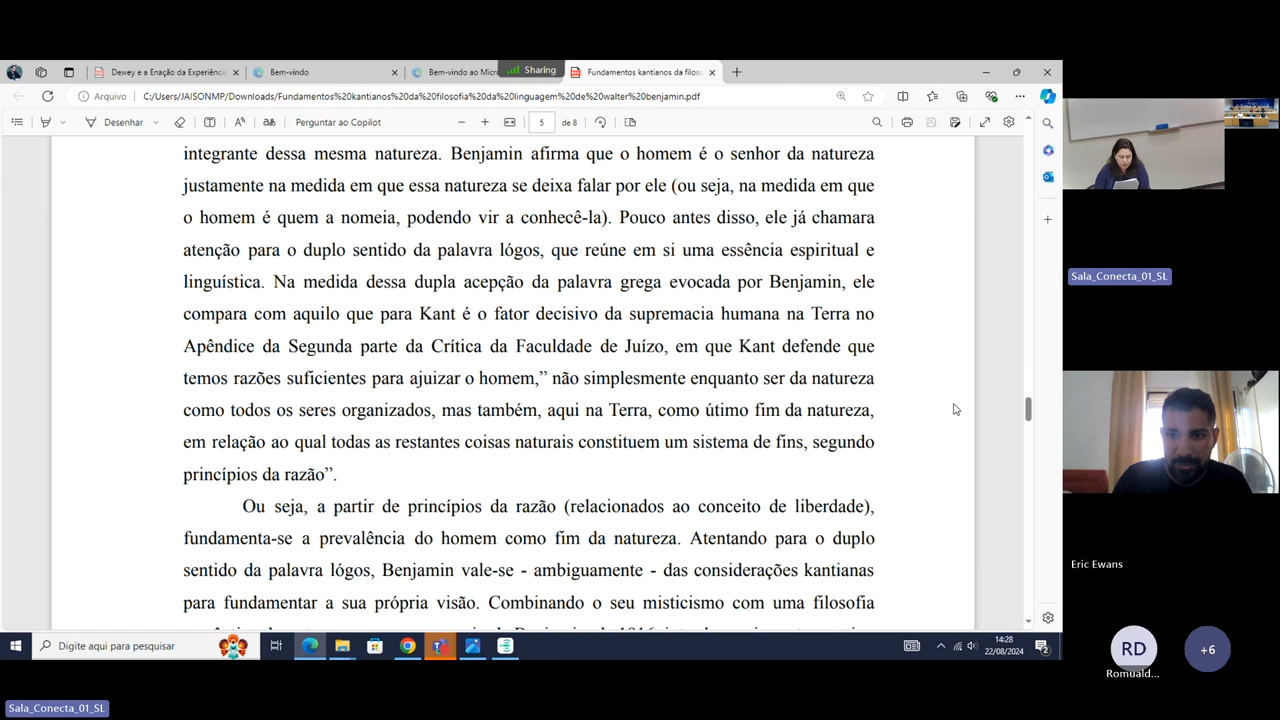 Dewey e a Enação da Experiênci
Bem-vindo
Bem-vindo ao Micr
Sharing
Fundamentos kantianos da filoso
Arquivo
C:/Users/JAISONMP/Downloads/Fundamentos%20kantianos%20da%20filosofia%20da%20linguagem%20de%20walter%20benjamin.pdf
Desenhar
Perguntar ao Copilot
5
de 8
integrante dessa mesma natureza. Benjamin afirma que o homem é o senhor da natureza
justamente na medida em que essa natureza se deixa falar por ele (ou seja, na medida em que
o homem é quem a nomeia, podendo vir a conhecê-la). Pouco antes disso, ele já chamara
atenção para o duplo sentido da palavra lógos, que reúne em si uma essência espiritual e
linguística. Na medida dessa dupla acepção da palavra grega evocada por Benjamin, ele
compara com aquilo que para Kant é o fator decisivo da supremacia humana na Terra no
Apêndice da Segunda parte da Crítica da Faculdade de Juízo, em que Kant defende que
temos razões suficientes para ajuizar o homem,” não simplesmente enquanto ser da natureza
como todos os seres organizados, mas também, aqui na Terra, como útimo fim da natureza,
em relação ao qual todas as restantes coisas naturais constituem um sistema de fins, segundo
princípios da razão”.
Ou seja, a partir de princípios da razão (relacionados ao conceito de liberdade),
fundamenta-se a prevalência do homem como fim da natureza. Atentando para o duplo
sentido da palavra lógos, Benjamin vale-se - ambiguamente - das considerações kantianas
para fundamentar a sua própria visão. Combinando o seu misticismo com uma filosofia
Digite aqui para pesquisar
14:28
22/08/2024
2
Sala_Conecta_01_SL
Eric Ewans
RD
Romuald...
+6
Sala_Conecta_01_SL